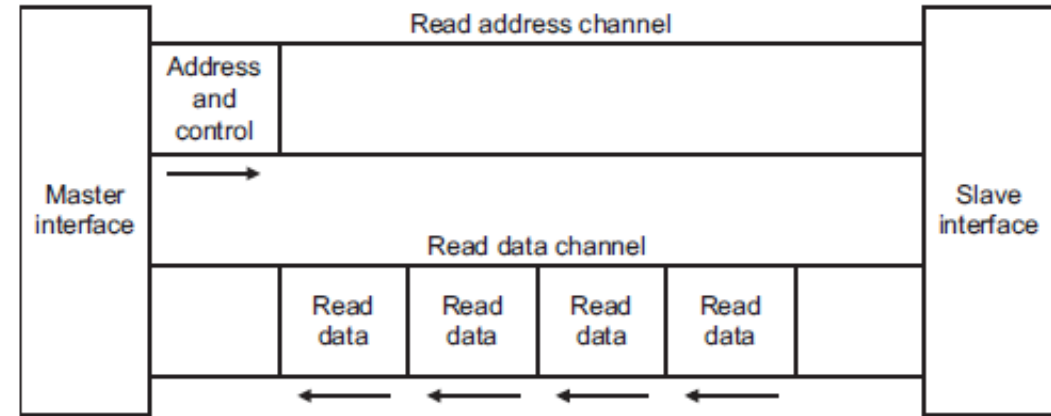 Read address channel
Address
and
control
Master
interface
Slave
interface
Read data channel
Read
data
Read
data
Read
data
Read
data